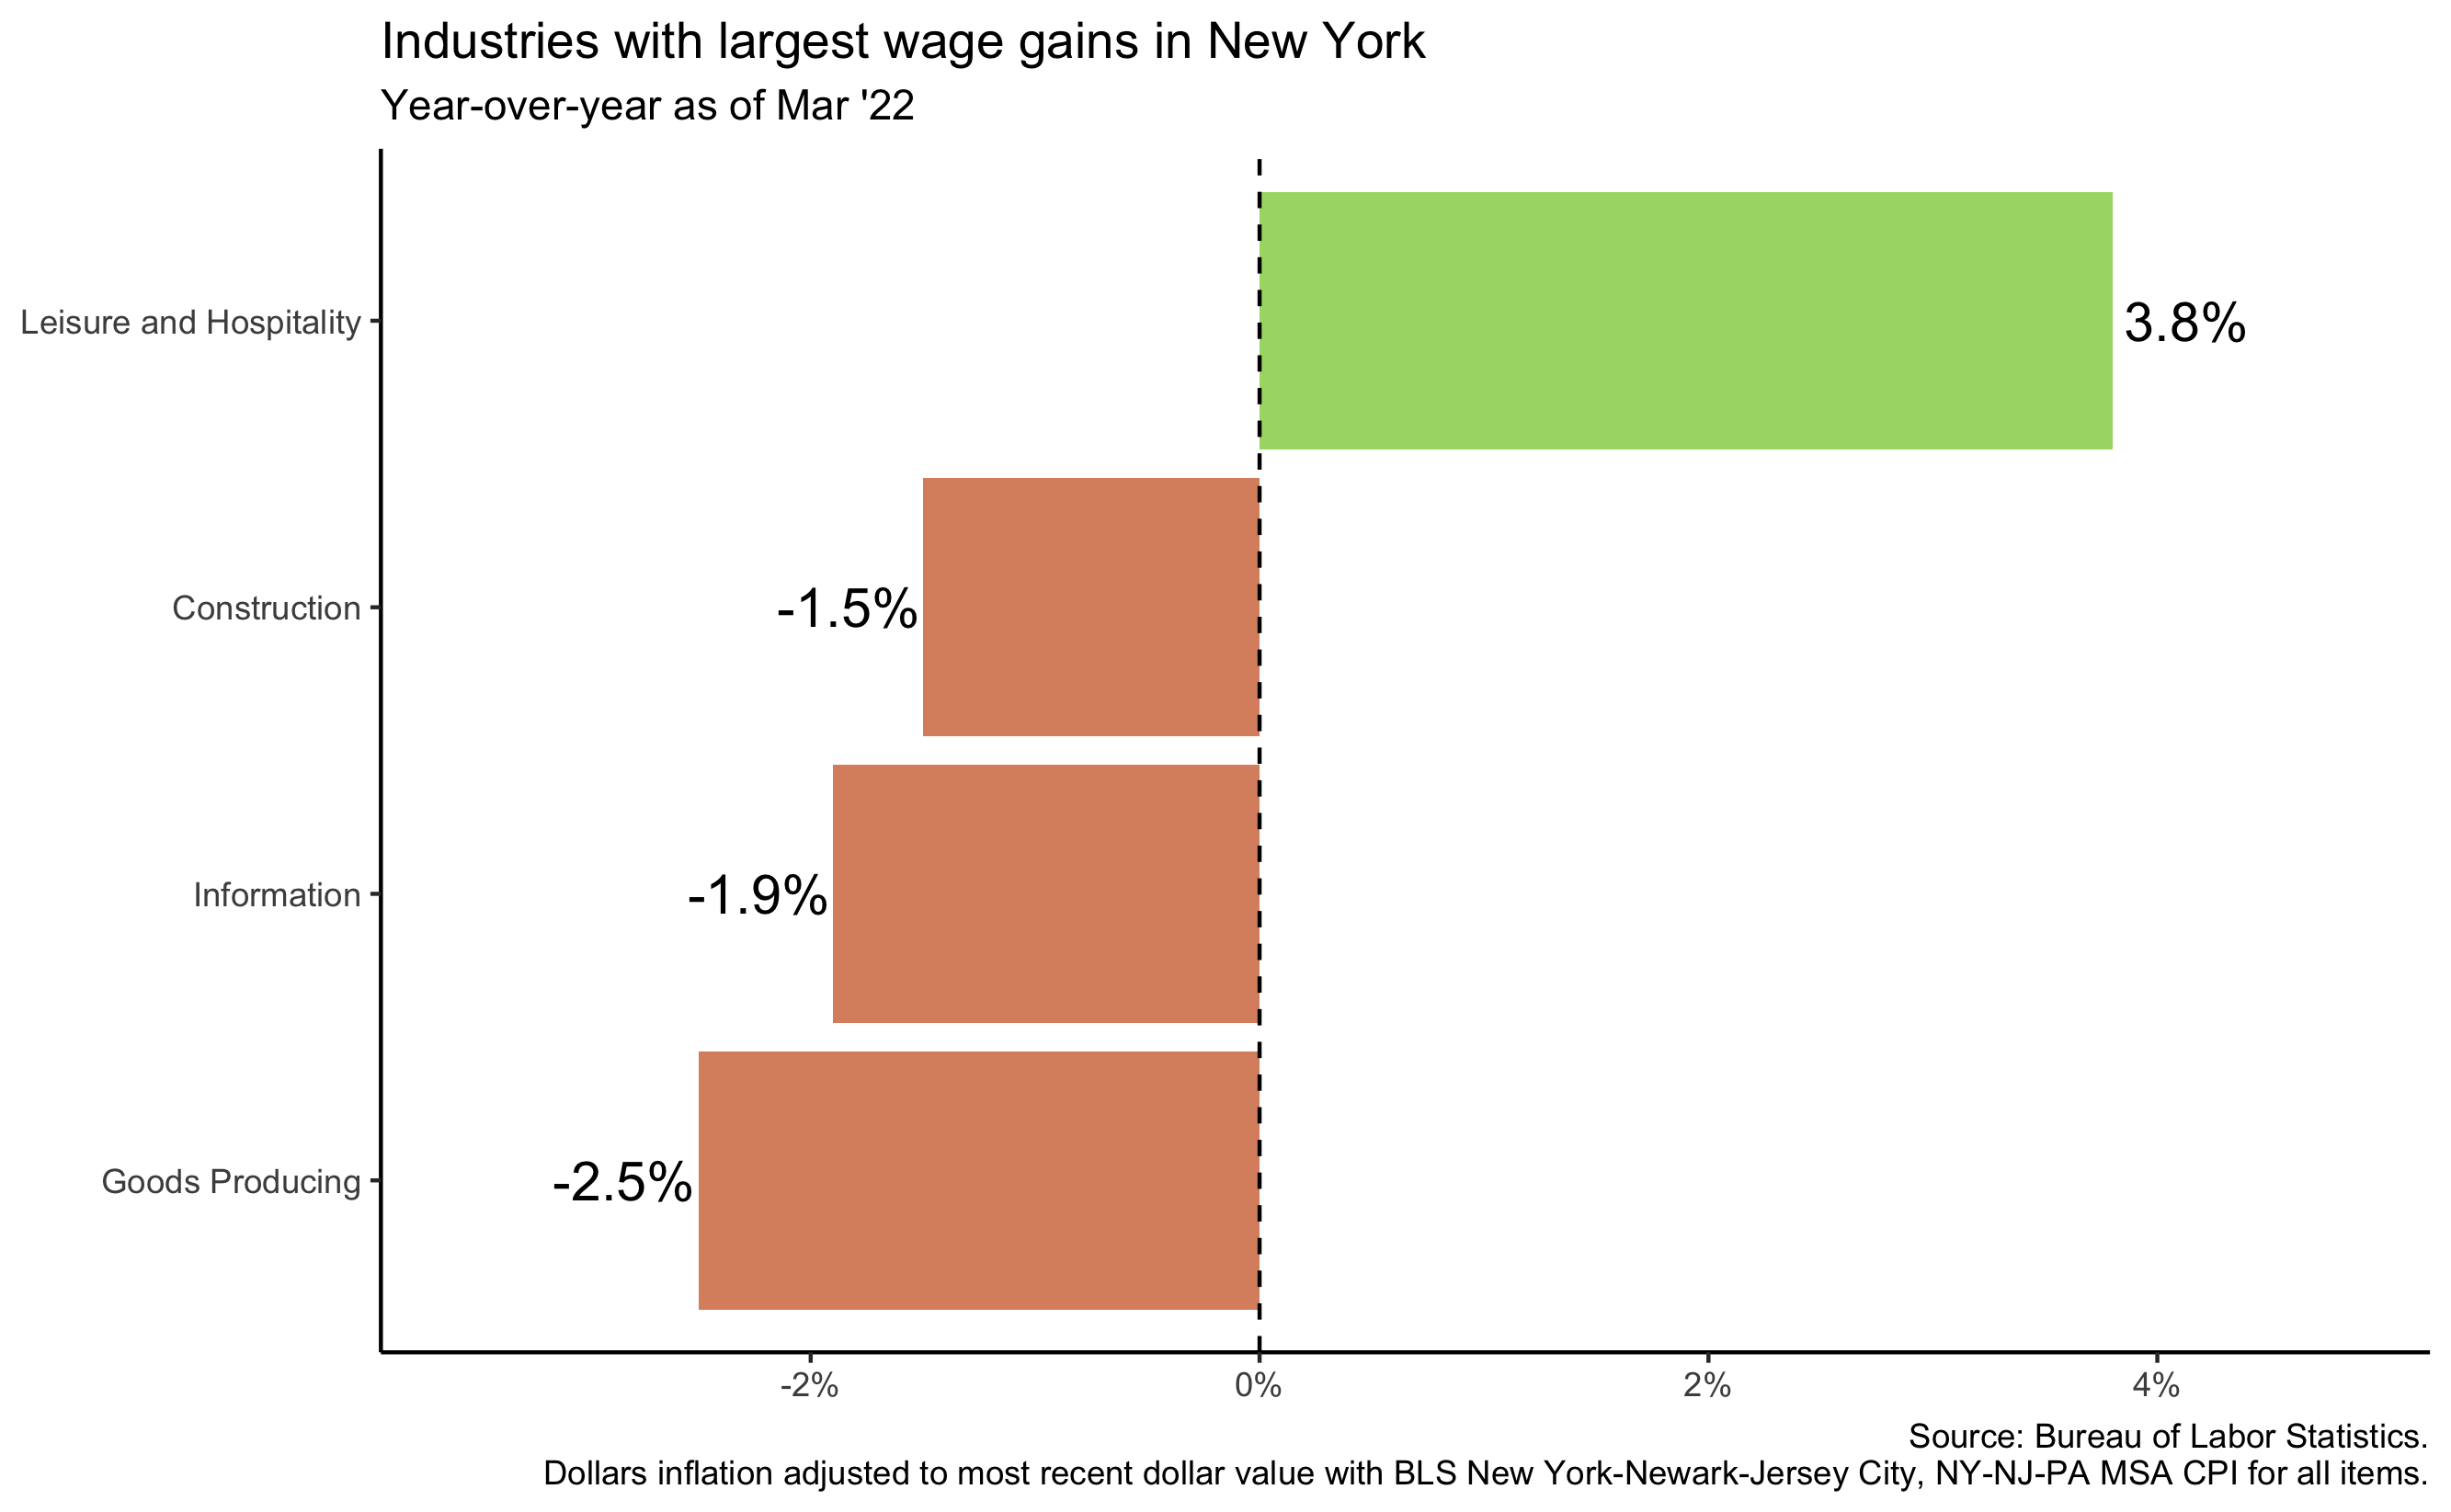 Industries with largest wage gains in New York
Year-over-year as of Mar '22
Leisure and Hospitality
3.8%
Construction
-1.5%
Information
-1.9%
Goods Producing
-2.5%
-2%
0%
2%
4%
Source: Bureau of Labor Statistics.
Dollars inflation adjusted to most recent dollar value with BLS New York-Newark-Jersey City, NY-NJ-PA MSA CPI for all items.